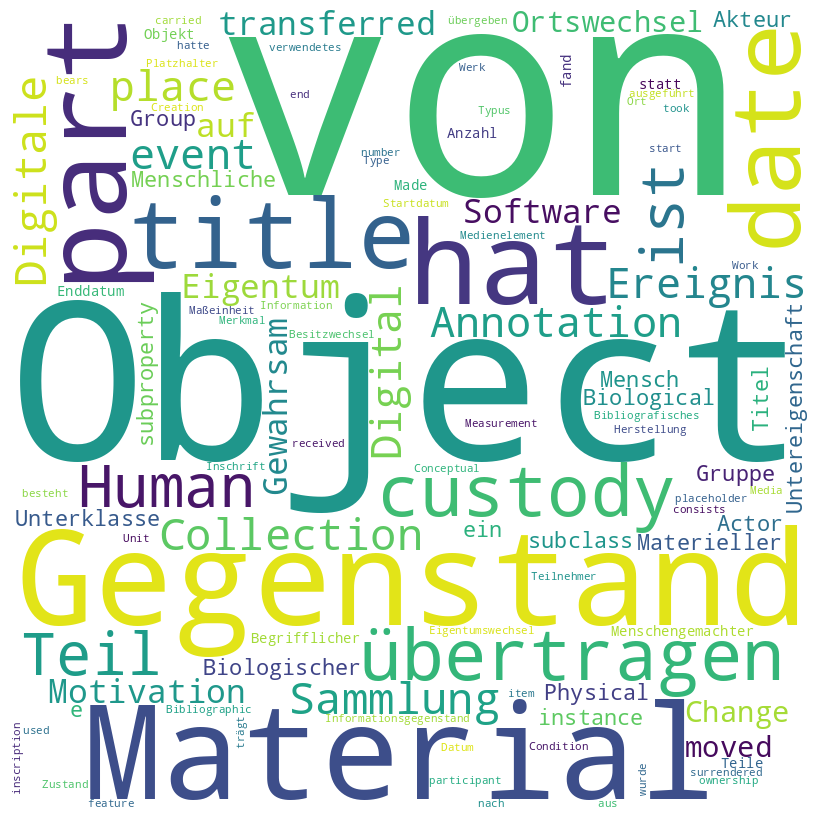 carried
übergeben
Akteur
transferred
Ortswechsel
Objekt
hatte
verwendetes
von
part
date
Platzhalter
Werk
fand
bears
place
statt
Digitale
end
ausgeführt
Creation
Ort
took
Typus
Group
auf
Anzahl
event
number
Type
Menschliche
Made
start
ist
Startdatum
title
Software
hat
Medienelement
Work
Enddatum
Eigentum
Ereignis
Information
Maßeinheit
Merkmal
Annotation
Besitzwechsel
subproperty
Gewahrsam
Digital
Untereigenschaft
Object
Mensch
Biological
Titel
Bibliografisches
Measurement
Herstellung
received
Inschrift
Conceptual
Gruppe
Human
custody
besteht
placeholder
Media
consists
Unterklasse
Actor
Collection
ein
subclass
Materieller
Unit
Gegenstand
Teilnehmer
Eigentumswechsel
Menschengemachter
Begrifflicher
Teil
übertragen
Biologischer
Motivation
Sammlung
item
Physical
e
Bibliographic
instance
Change
Informationsgegenstand
trägt
inscription
used
Material
Datum
Condition
moved
Teile
surrendered
Zustand
participant
wurde
ownership
feature
nach
aus